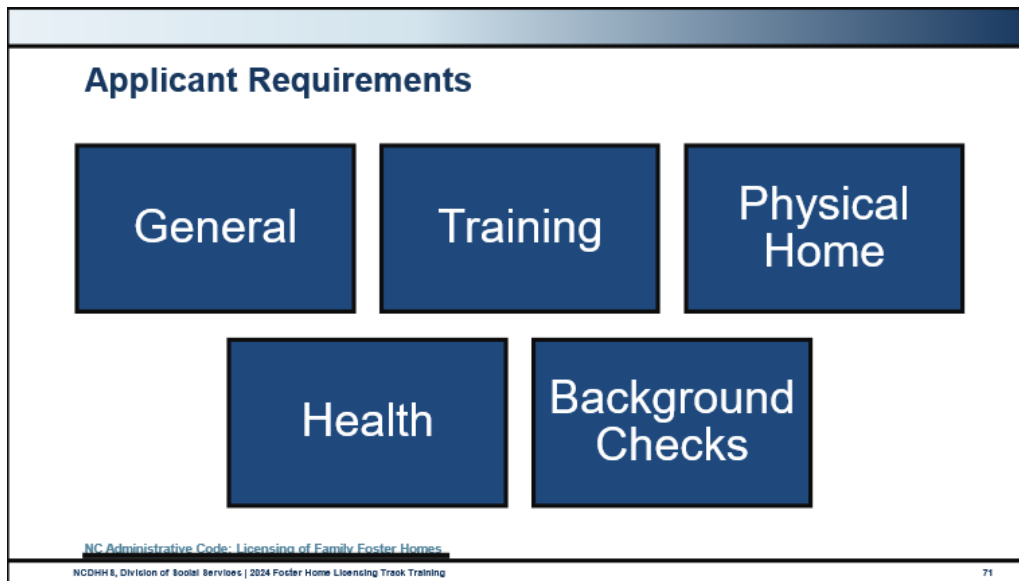 Applicant Requirements
General
Training
Physical
Home
Health
Background
Checks
NC Administrative Code: Licensing of Family Foster Homes
NCDHHS, Division of Social Services | 2024 Foster Home Licensing Track Training
71